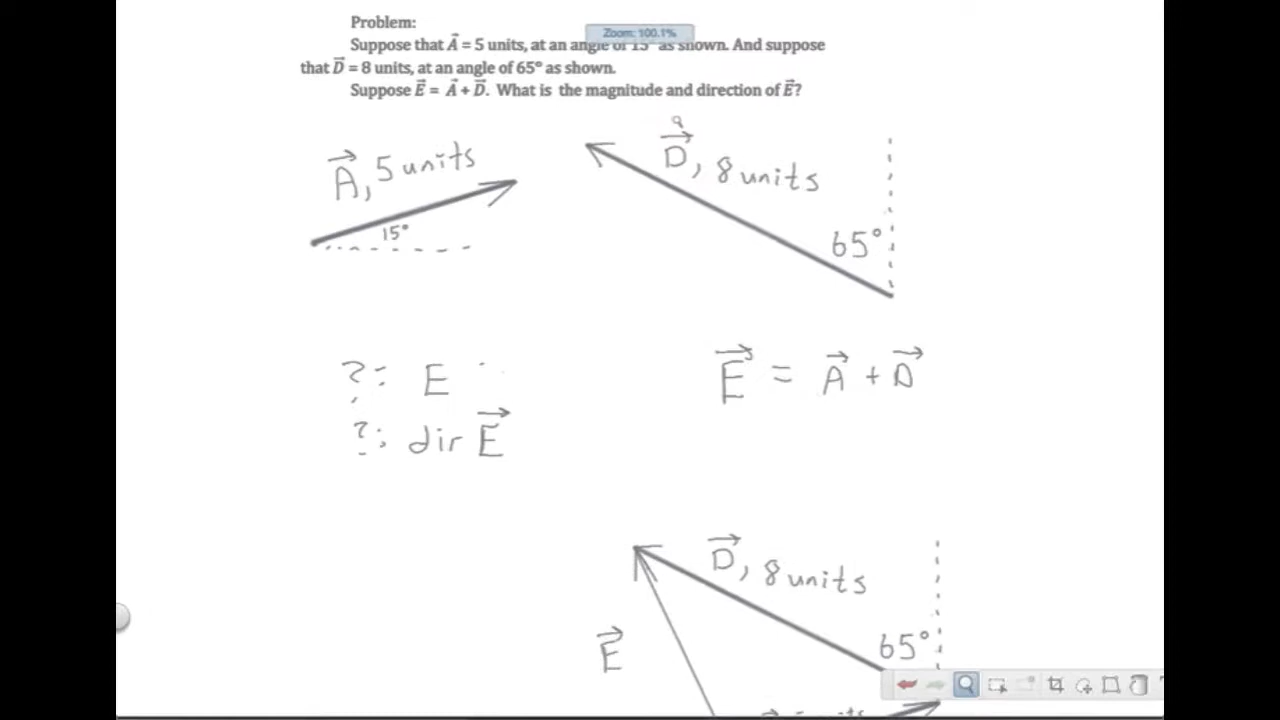 Problem:
Zoom: 100.1%
Suppose that A⃗ = 5 units, at an angle of 15° as shown. And suppose
that D⃗ = 8 units, at an angle of 65° as shown.
Suppose E⃗ = A⃗ + D⃗. What is the magnitude and direction of E⃗?
A⃗, 5 units
15°
D⃗, 8 units
65°
?: E
E⃗ = A⃗ + D⃗
?: dir E⃗
D⃗, 8 units
65°
E⃗